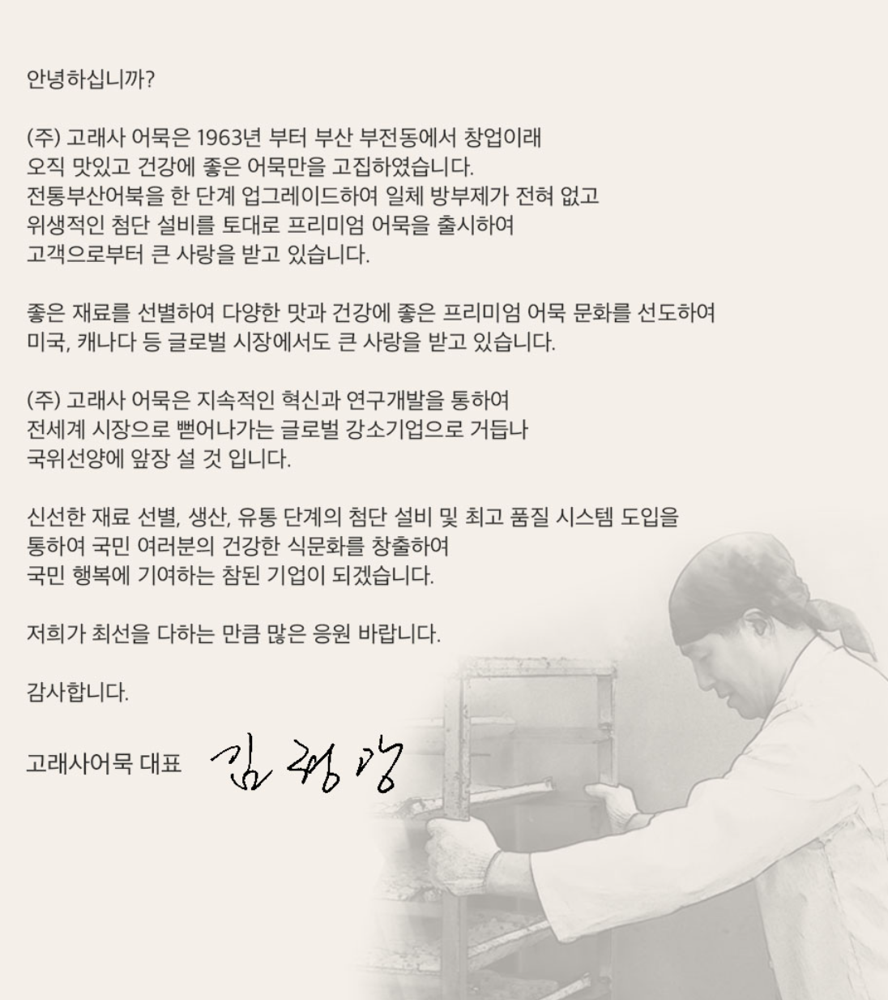 안녕하십니까?
(주) 고래사 어묵은 1963년 부터 부산 부전동에서 창업이래
오직 맛있고 건강에 좋은 어묵만을 고집하였습니다.
전통부산어북을 한 단계 업그레이드하여 일체 방부제가 전혀 없고
위생적인 첨단 설비를 토대로 프리미엄 어묵을 출시하여
고객으로부터 큰 사랑을 받고 있습니다.
좋은 재료를 선별하여 다양한 맛과 건강에 좋은 프리미엄 어묵 문화를 선도하여
미국, 캐나다 등 글로벌 시장에서도 큰 사랑을 받고 있습니다.
(주) 고래사 어묵은 지속적인 혁신과 연구개발을 통하여
전세계 시장으로 뻗어나가는 글로벌 강소기업으로 거듭나
국위선양에 앞장 설 것 입니다.
신선한 재료 선별, 생산, 유통 단계의 첨단 설비 및 최고 품질 시스템 도입을
통하여 국민 여러분의 건강한 식문화를 창출하여
국민 행복에 기여하는 참된 기업이 되겠습니다.
저희가 최선을 다하는 만큼 많은 응원 바랍니다.
감사합니다.
고래사어묵 대표 김